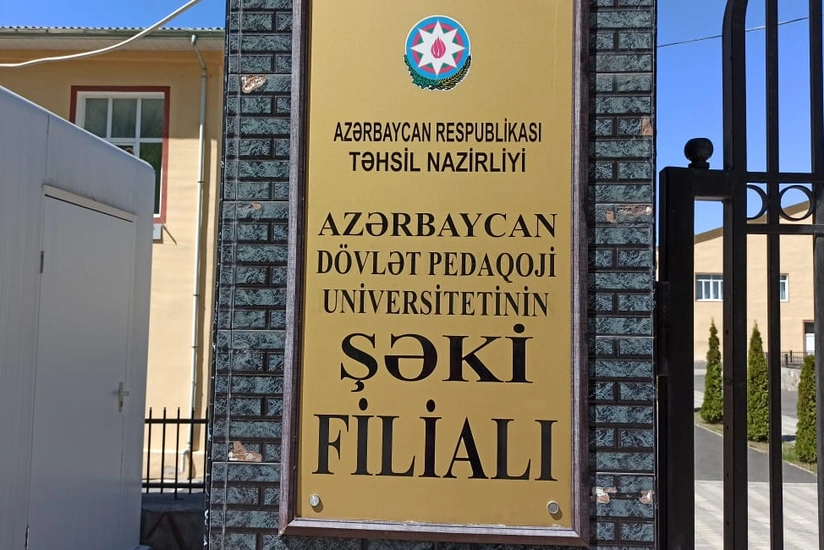 AZƏRBAYCAN RESPUBLİKASI
TƏHSİL NAZİRLİYİ
AZƏRBAYCAN
DÖVLƏT PEDAQOJİ
UNİVERSİTETİNİN
ŞƏKİ
FİLİALI